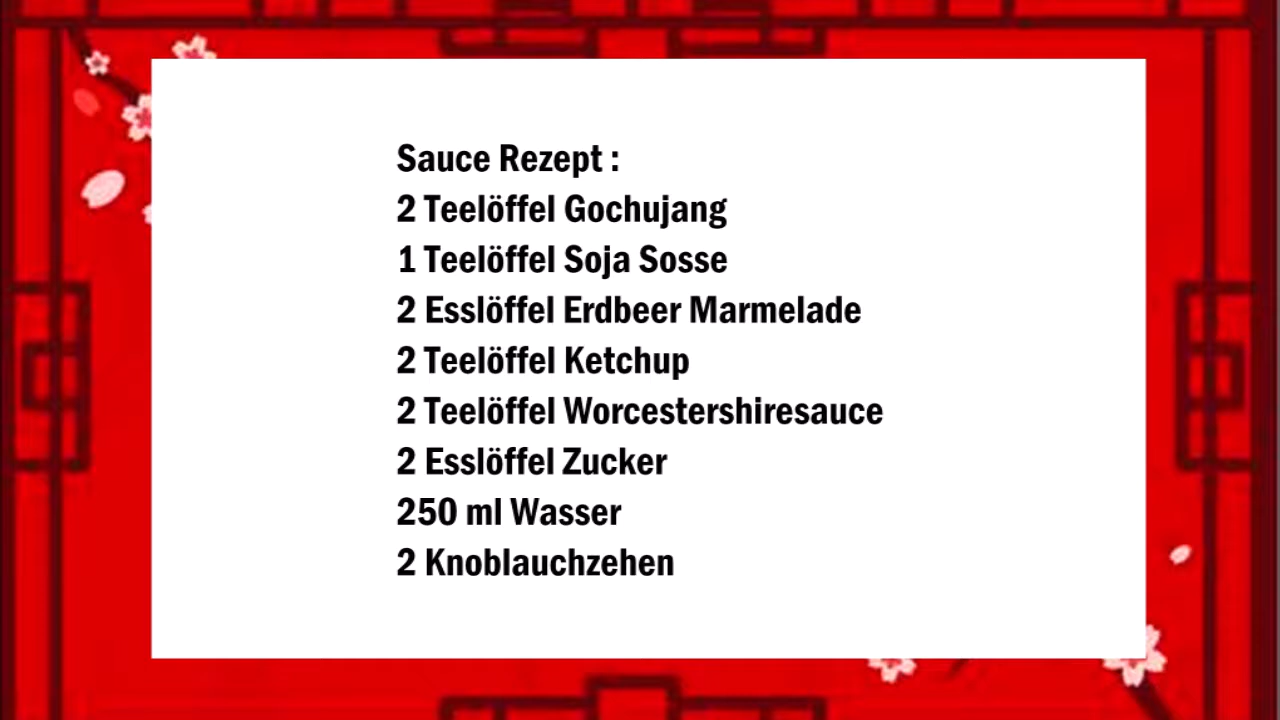 Sauce Rezept :
2 Teelöffel Gochujang
1 Teelöffel Soja Sosse
2 Esslöffel Erdbeer Marmelade
2 Teelöffel Ketchup
2 Teelöffel Worcestershiresauce
2 Esslöffel Zucker
250 ml Wasser
2 Knoblauchzehen